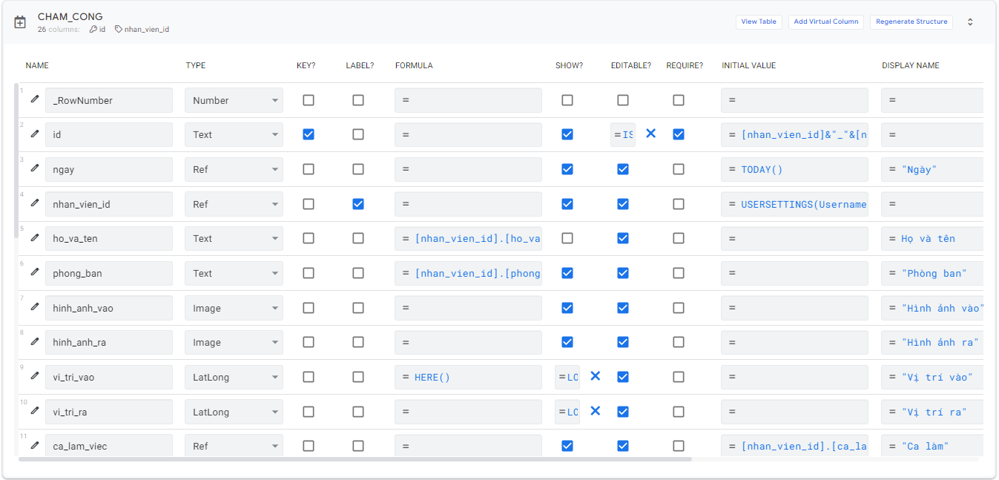 CHAM_CONG
26 columns: id nhan_vien_id
View Table Add Virtual Column Regenerate Structure
NAME TYPE KEY? LABEL? FORMULA SHOW? EDITABLE? REQUIRE? INITIAL VALUE DISPLAY NAME
1 _RowNumber Number = = =
2 id Text = =IS = [nhan_vien_id]&"_"&[n =
3 ngay Ref = = TODAY() = "Ngày"
4 nhan_vien_id Ref = = USERSETTINGS(Username =
5 ho_va_ten Text = [nhan_vien_id].[ho_va = = Họ và tên
6 phong_ban Text = [nhan_vien_id].[phong = = "Phòng ban"
7 hinh_anh_vao Image = = = "Hình ảnh vào"
8 hinh_anh_ra Image = = = "Hình ảnh ra"
9 vi_tri_vao LatLong = HERE() =LO = = "Vị trí vào"
10 vi_tri_ra LatLong = =LO = = "Vị trí ra"
11 ca_lam_viec Ref = = [nhan_vien_id].[ca_la = "Ca làm"